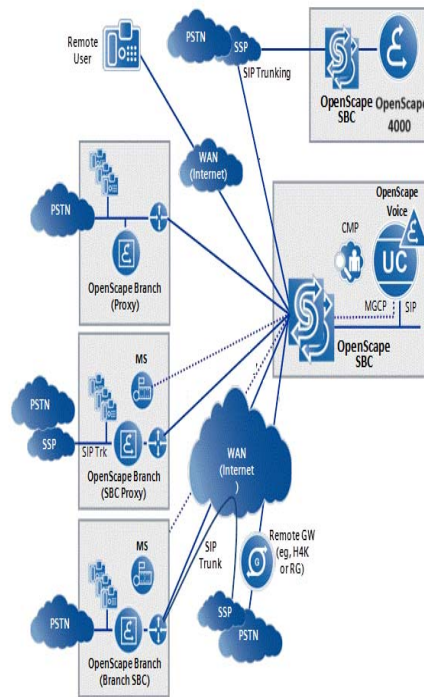 Remote
User
PSTN
SSP
SIP Trunking
OpenScape
SBC
OpenScape
4000
WAN
(Internet)
PSTN
OpenScape Branch
(Proxy)
OpenScape
Voice
CMP
UC
MGCP
SIP
OpenScape
SBC
MS
PSTN
SSP
SIP Trk
OpenScape Branch
(SBC Proxy)
WAN
(Internet
)
MS
PSTN
OpenScape Branch
(Branch SBC)
SIP
Trunk
Remote GW
(eg, H4K
or RG)
SSP
PSTN